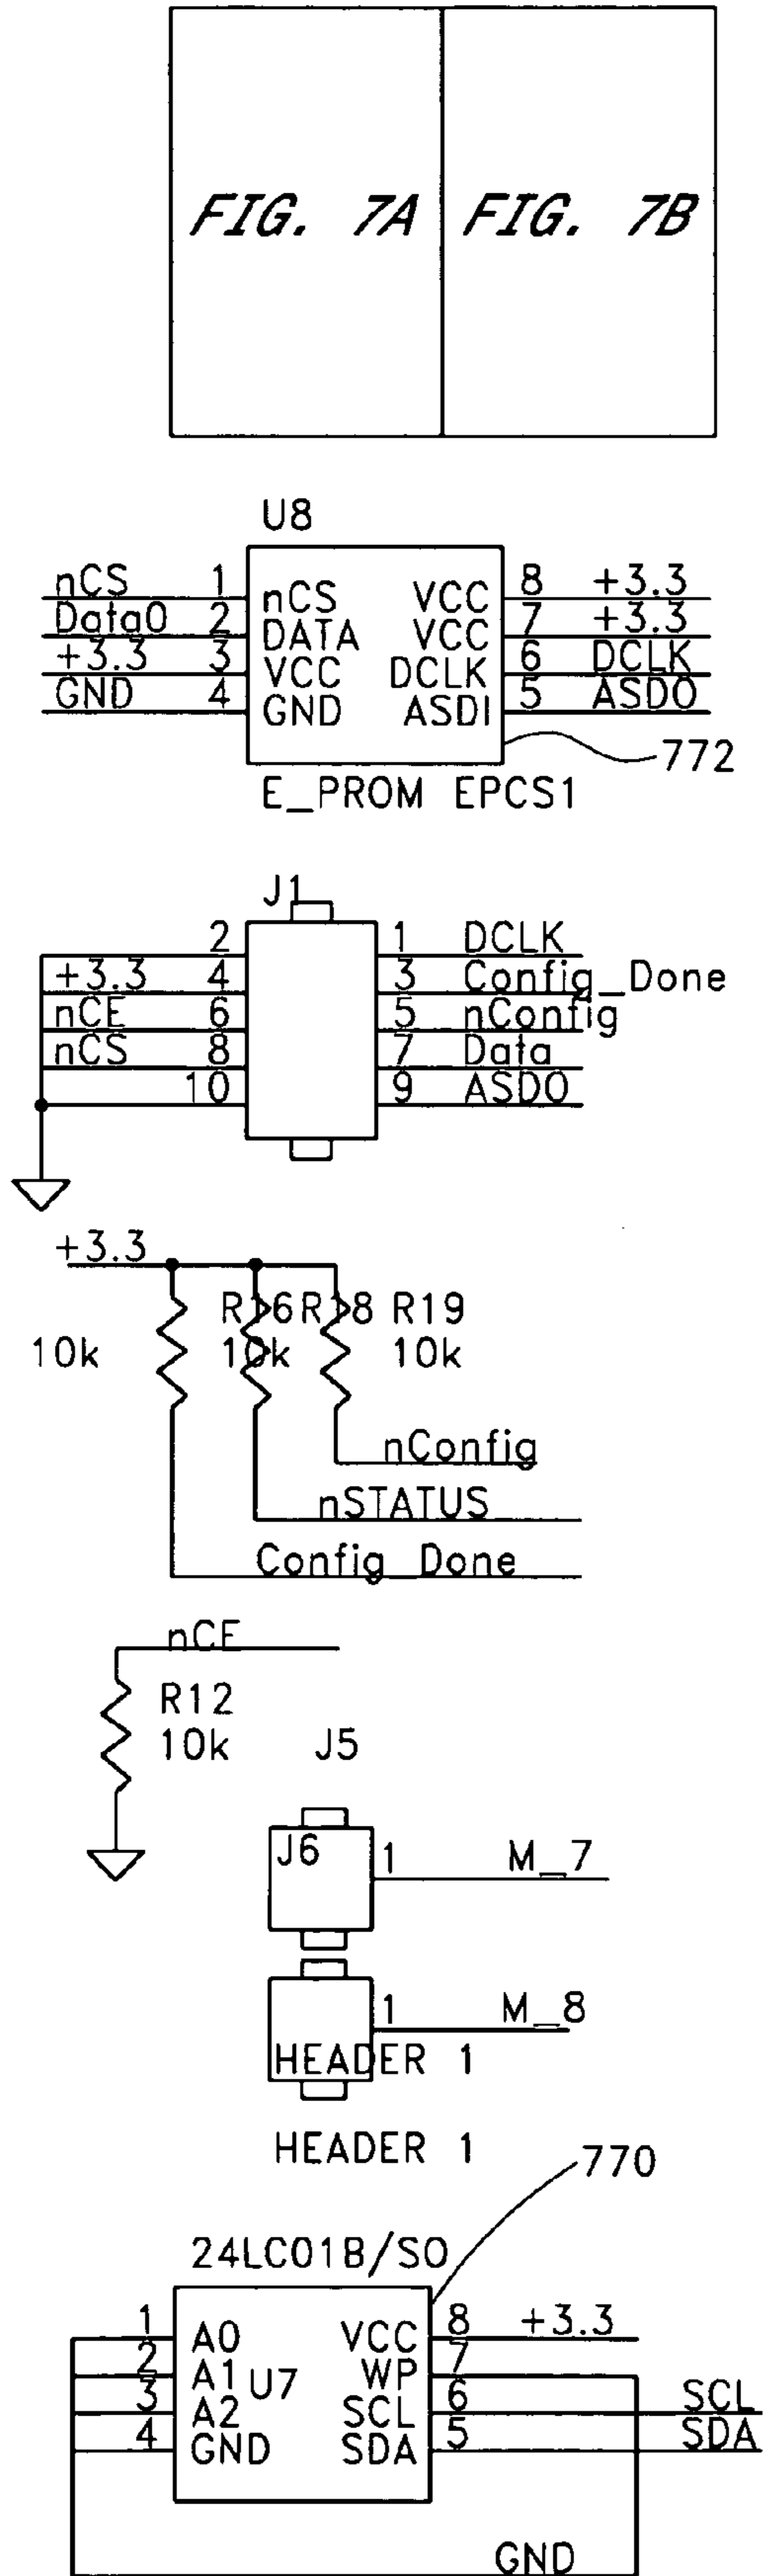 FIG. 7A FIG. 7B
U8
nCS 1 nCS VCC 8 +3.3
Data0 2 DATA VCC 7 +3.3
+3.3 3 VCC DCLK 6 DCLK
GND 4 GND ASDI 5 ASDO
772
E_PROM EPCS1
J1
2 1 DCLK
+3.3 4 3 Config_Done
nCE 6 5 nConfig
nCS 8 7 Data
10 9 ASDO
+3.3
R16 R18 R19
10k 10k 10k
nConfig
nSTATUS
Config_Done
nCE
R12
10k J5
J6 1 M_7
1 M_8
HEADER 1
HEADER 1
770
24LC01B/SO
1 A0 VCC 8 +3.3
2 A1 U7 WP 7
3 A2 SCL 6 SCL
4 GND SDA 5 SDA
GND